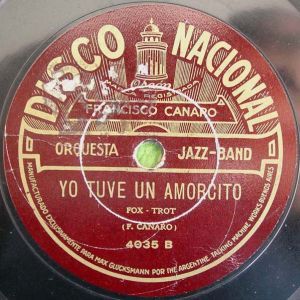 DISCO NACIONAL
FRANCISCO CANARO
ORQUESTA JAZZ-BAND
YO TUVE UN AMORCITO
FOX - TROT
(F. CANARO)
4035 B
MANUFACTURADO EXCLUSIVAMENTE PARA MAX GLUCKSMANN POR THE ARGENTINE TALKING MACHINE WORKS BUENOS AIRES